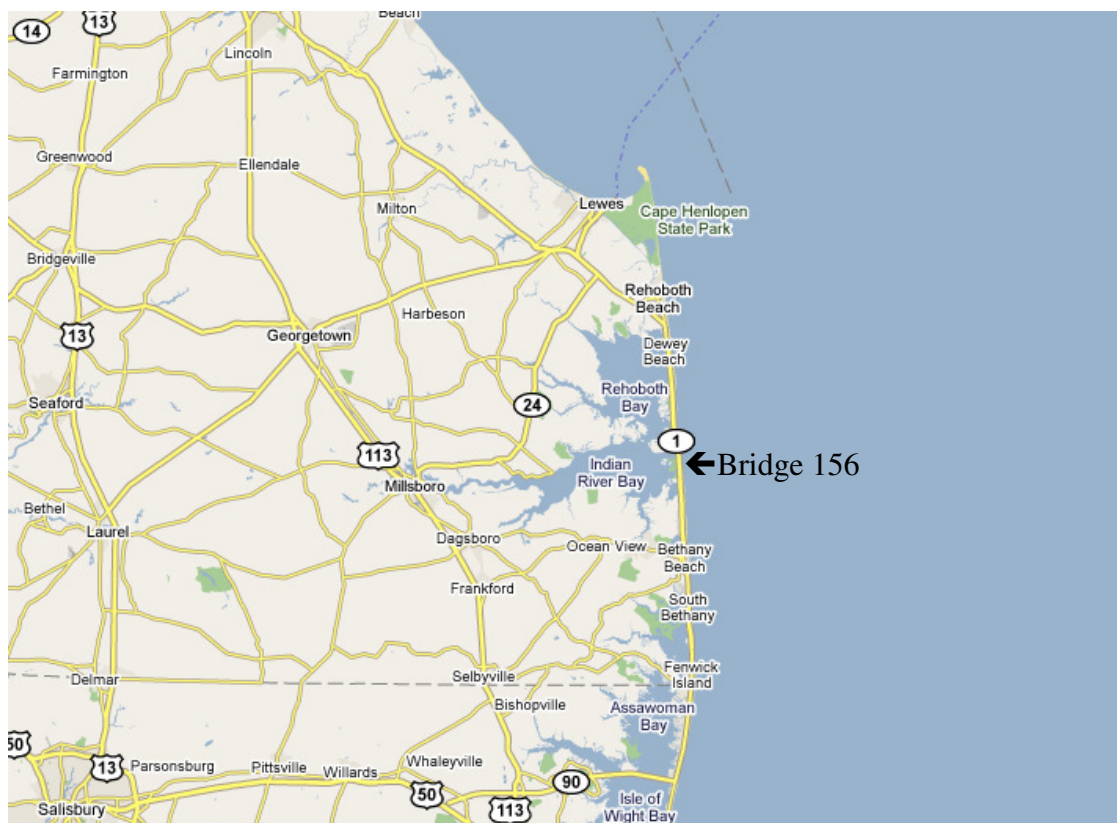 13
Beach
14
Lincoln
Farmington
Greenwood
Ellendale
Milton
Lewes
Cape Henlopen
State Park
Bridgeville
Rehoboth
Beach
Harbeson
13
Georgetown
Dewey
Beach
Rehoboth
Bay
Seaford
24
1
113
Indian
River Bay
←Bridge 156
Millsboro
Bethel
Laurel
Dagsboro
Ocean View
Bethany
Beach
Frankford
South
Bethany
Delmar
Selbyville
Fenwick
Island
Bishopville
Assawoman
Bay
50
13
Parsonsburg
Pittsville
Willards
Whaleyville
90
50
113
Salisbury
Isle of
Wight Bay